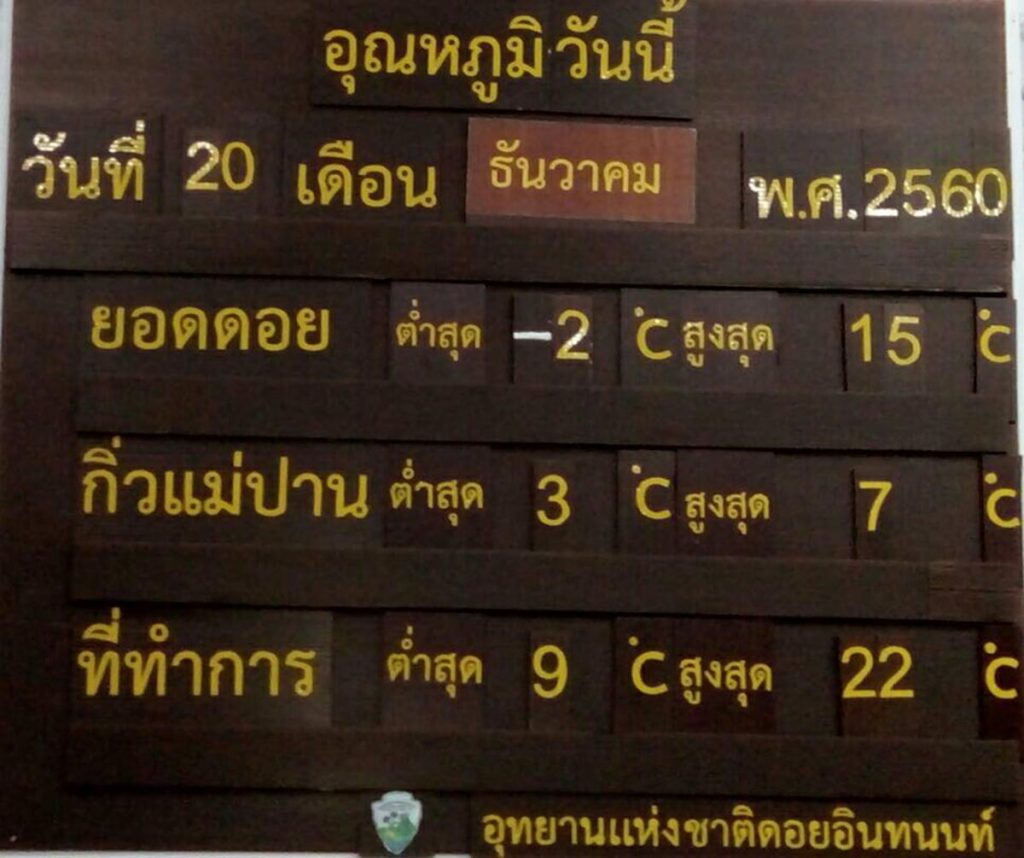 อุณหภูมิวันนี้
วันที่ 20 เดือน ธันวาคม พ.ศ.2560
ยอดดอย ต่ำสุด -2 °C สูงสุด 15 °C
กิ่วแม่ปาน ต่ำสุด 3 °C สูงสุด 7 °C
ที่ทำการ ต่ำสุด 9 °C สูงสุด 22 °C
อุทยานแห่งชาติดอยอินทนนท์